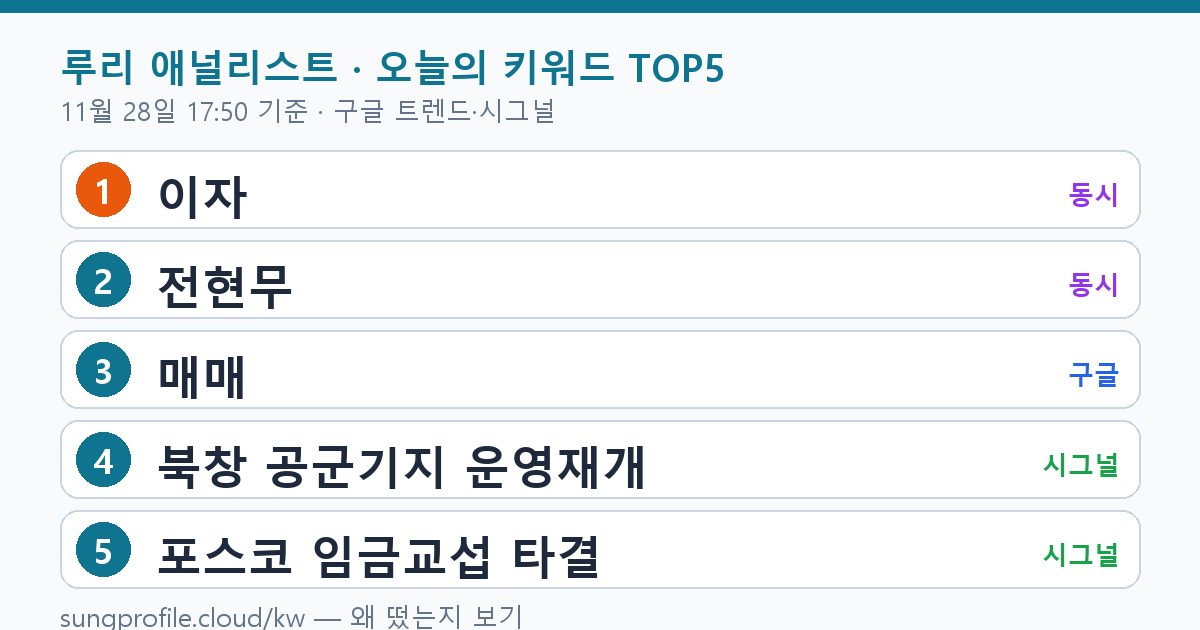 루리 애널리스트 · 오늘의 키워드 TOP5
11월 28일 17:50 기준 · 구글 트렌드·시그널
1 이자 동시
2 전현무 동시
3 매매 구글
4 북창 공군기지 운영재개 시그널
5 포스코 임금교섭 타결 시그널
sungprofile.cloud/kw — 왜 떴는지 보기